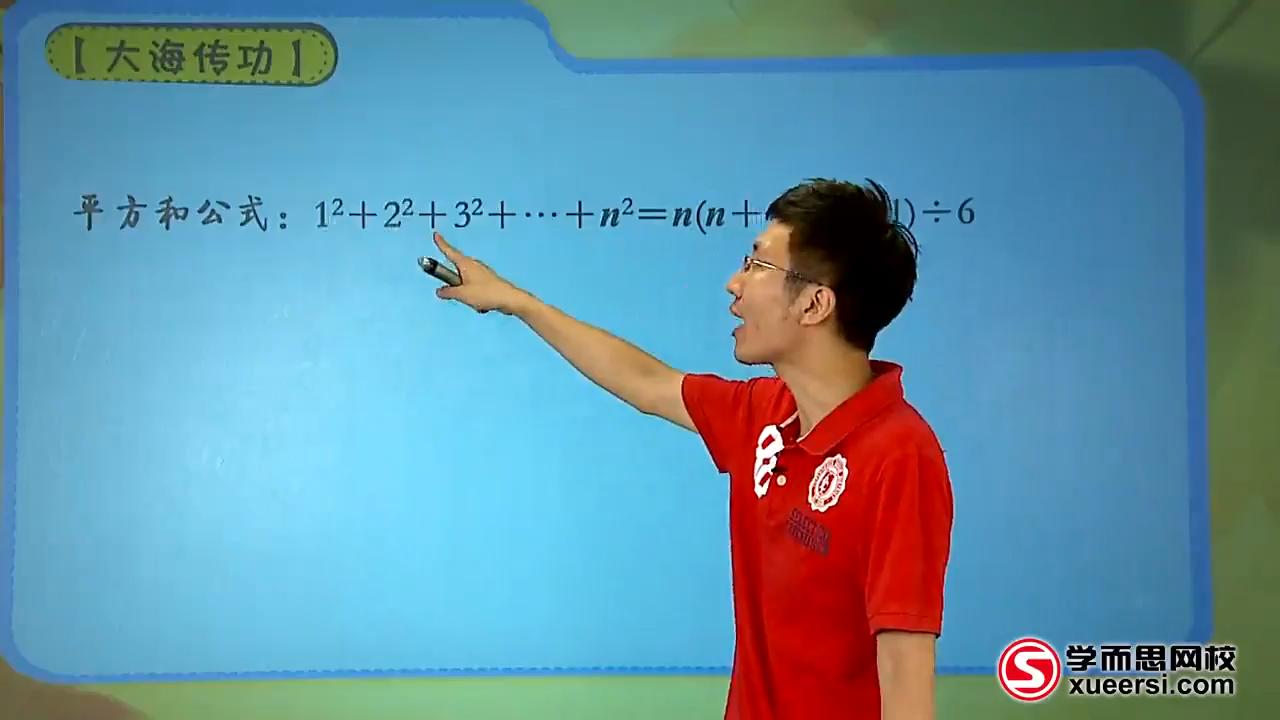 【大海传功】
平方和公式：1²+2²+3²+⋯+n²=n(n+ 1)÷6
学而思网校
xueersi.com